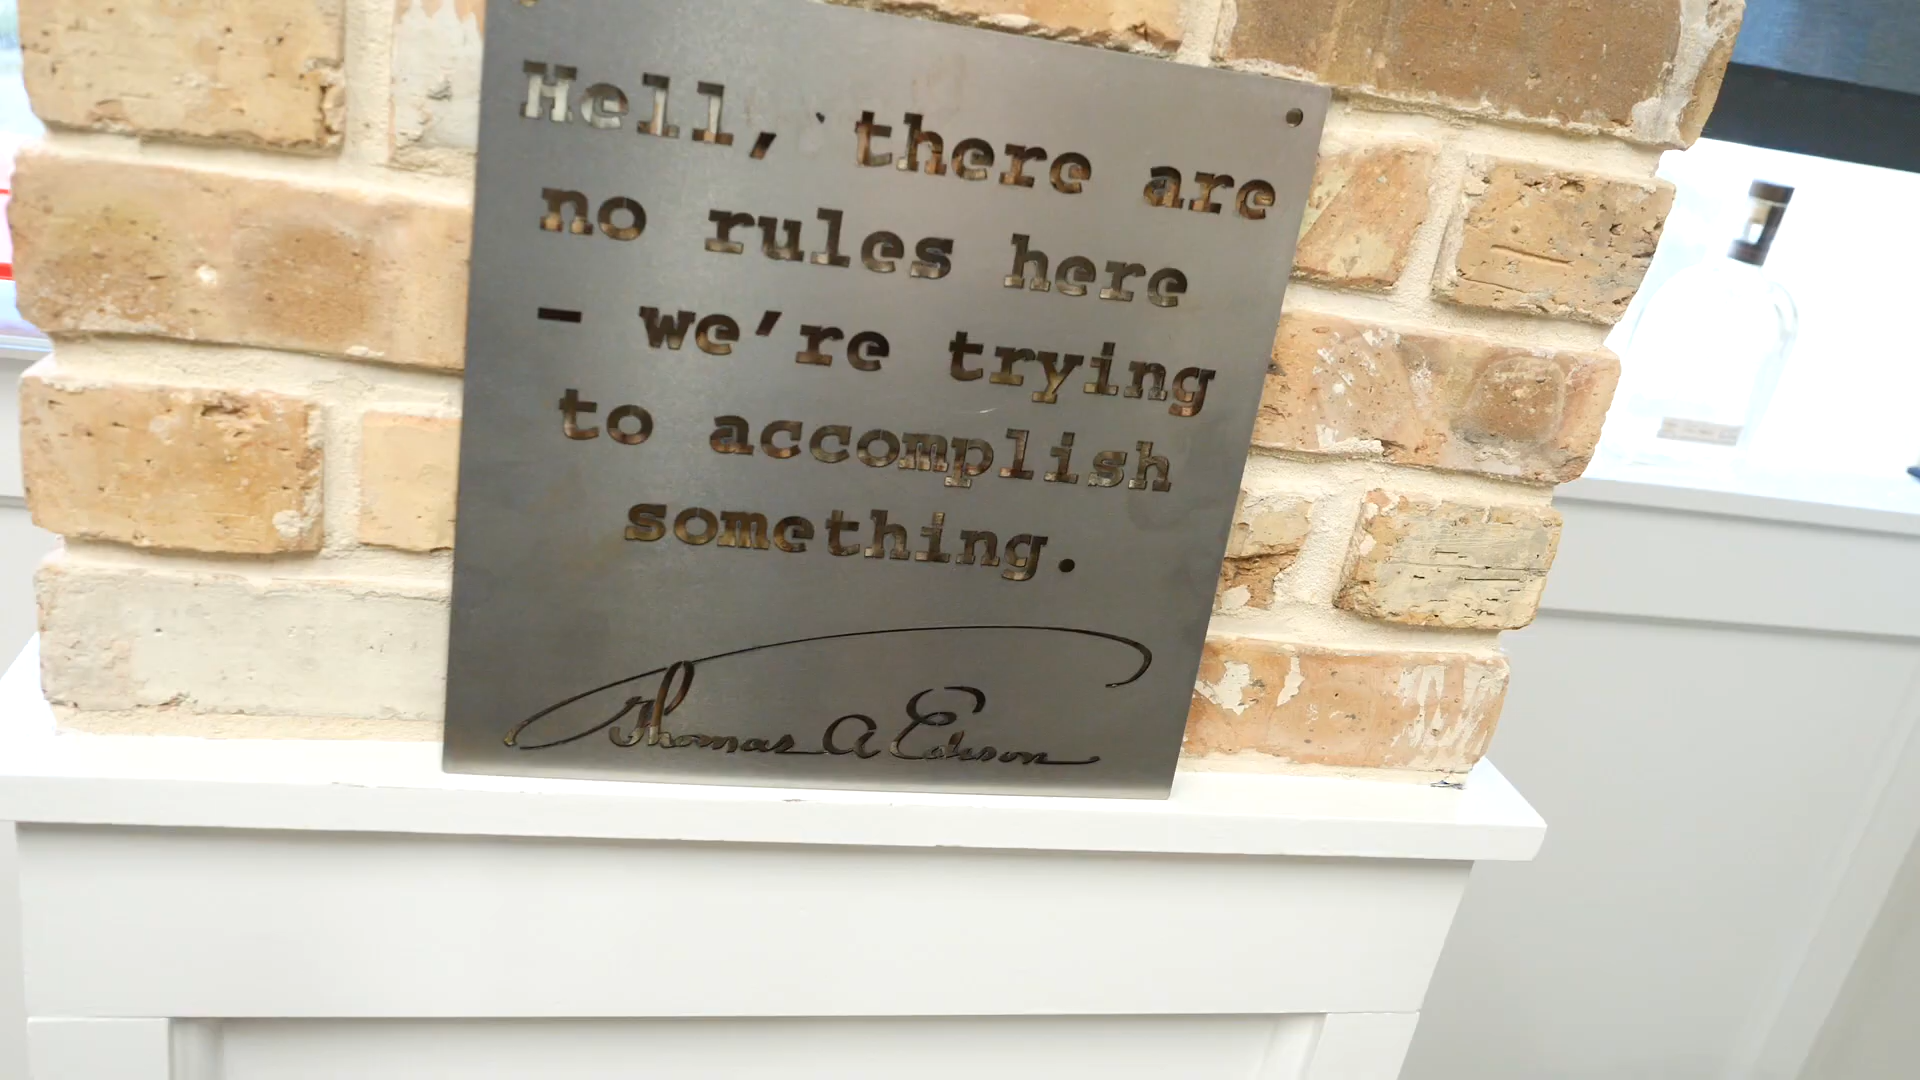 Hell, there are
no rules here
– we're trying
to accomplish
something.
Thomas A Edison